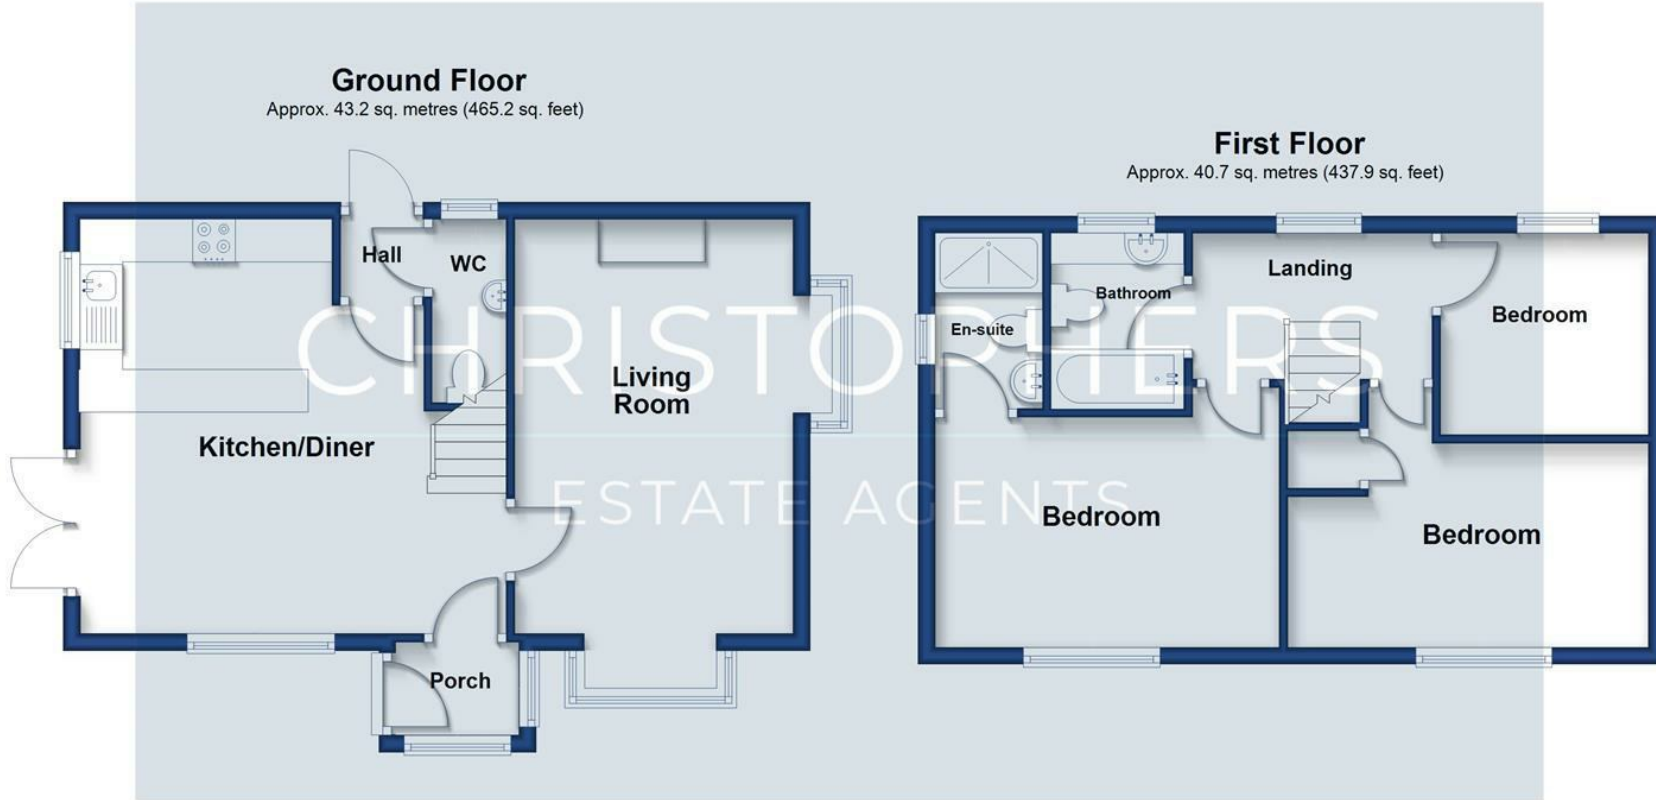 Ground Floor
Approx. 43.2 sq. metres (465.2 sq. feet)
First Floor
Approx. 40.7 sq. metres (437.9 sq. feet)
Hall
WC
Living
Room
Kitchen/Diner
Porch
Landing
Bathroom
En-suite
Bedroom
Bedroom
Bedroom
CHRISTOPHERS
ESTATE AGENTS